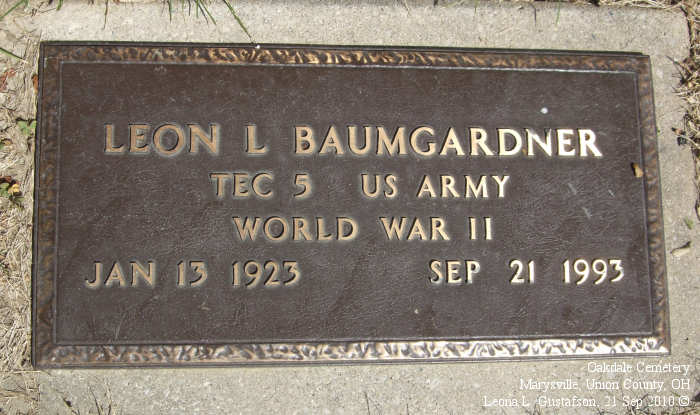 LEON L BAUMGARDNER
TEC 5 US ARMY
WORLD WAR II
JAN 13 1923 SEP 21 1993
Oakdale Cemetery
Marysville, Union County, OH
Leona L. Gustafson, 21 Sep 2010 ©